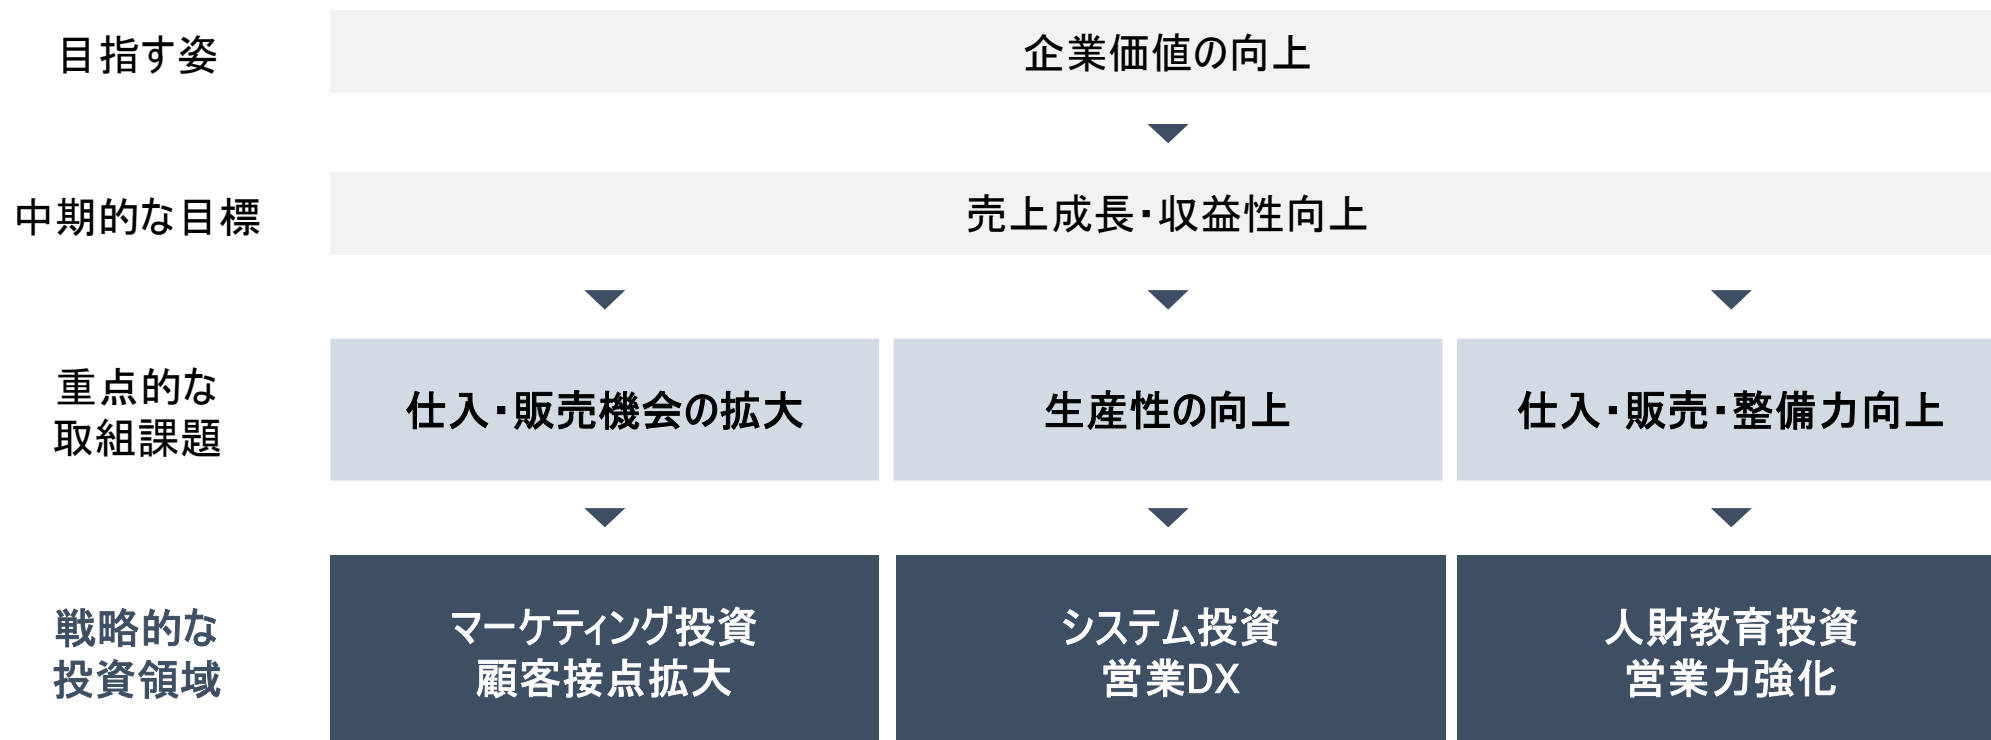 目指す姿
企業価値の向上
中期的な目標
売上成長・収益性向上
重点的な
取組課題
仕入・販売機会の拡大
生産性の向上
仕入・販売・整備力向上
戦略的な
投資領域
マーケティング投資
顧客接点拡大
システム投資
営業DX
人財教育投資
営業力強化